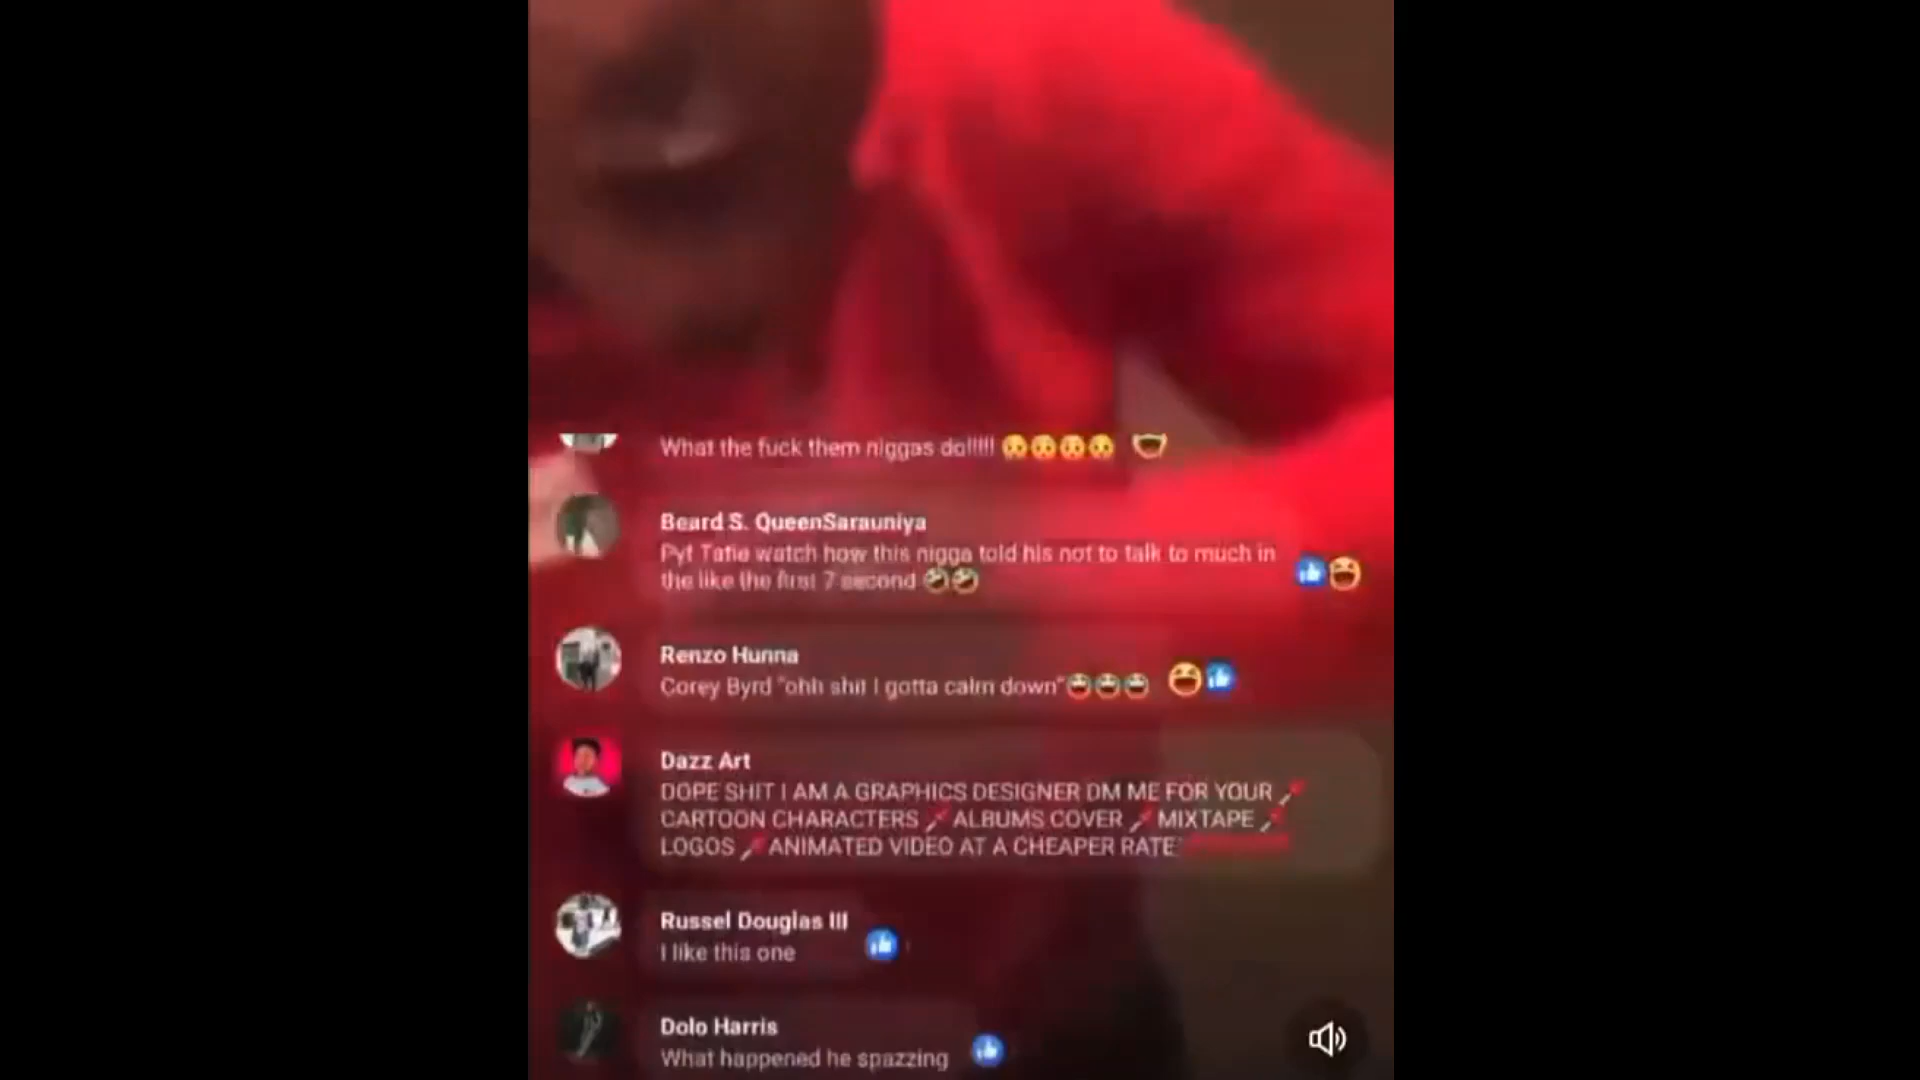 What the fuck them niggas do!!!!!
Beard S. QueenSarauniya
Pyt Tatie watch how this nigga told his not to talk to much in
the like the first 7 second
Renzo Hunna
Corey Byrd "ohh shit I gotta calm down"
Dazz Art
DOPE SHIT I AM A GRAPHICS DESIGNER DM ME FOR YOUR
CARTOON CHARACTERS ALBUMS COVER MIXTAPE
LOGOS ANIMATED VIDEO AT A CHEAPER RATE
Russel Douglas III
I like this one
Dolo Harris
What happened he spazzing